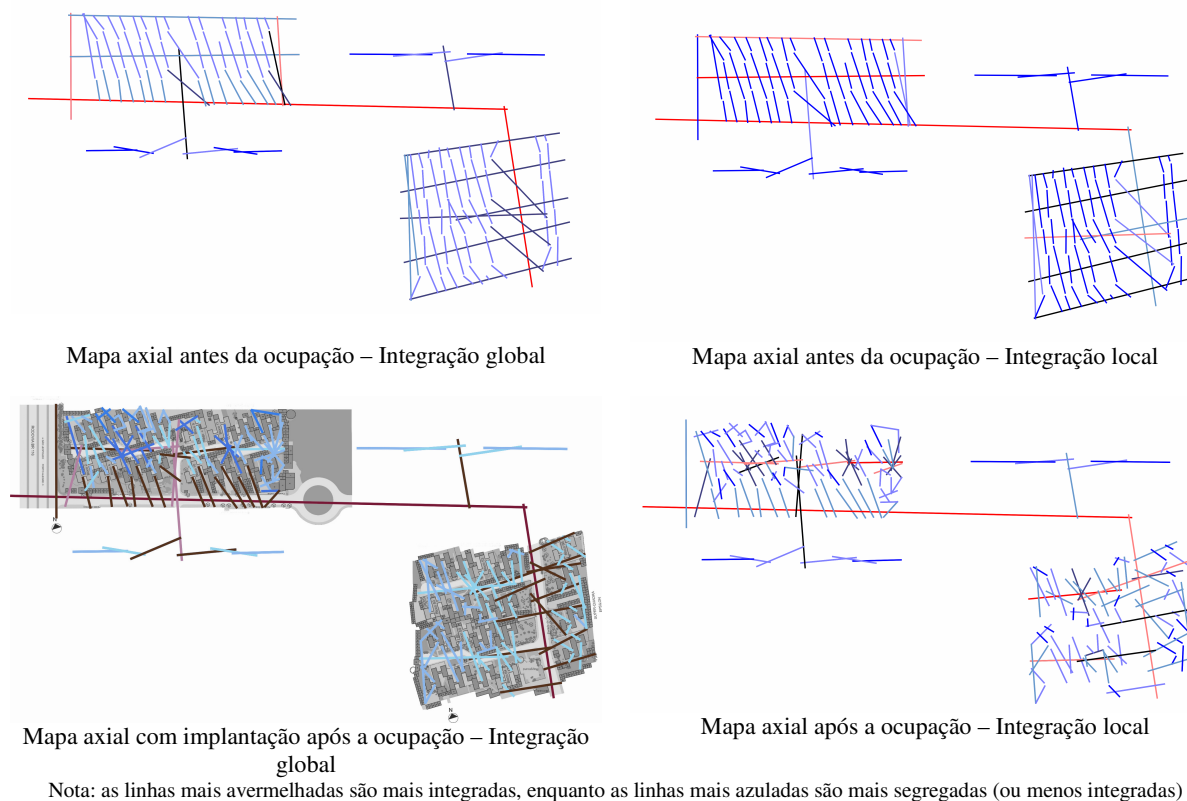 Mapa axial antes da ocupação – Integração global
Mapa axial antes da ocupação – Integração local
N
N
Mapa axial com implantação após a ocupação – Integração
global
Mapa axial após a ocupação – Integração local
Nota: as linhas mais avermelhadas são mais integradas, enquanto as linhas mais azuladas são mais segregadas (ou menos integradas)